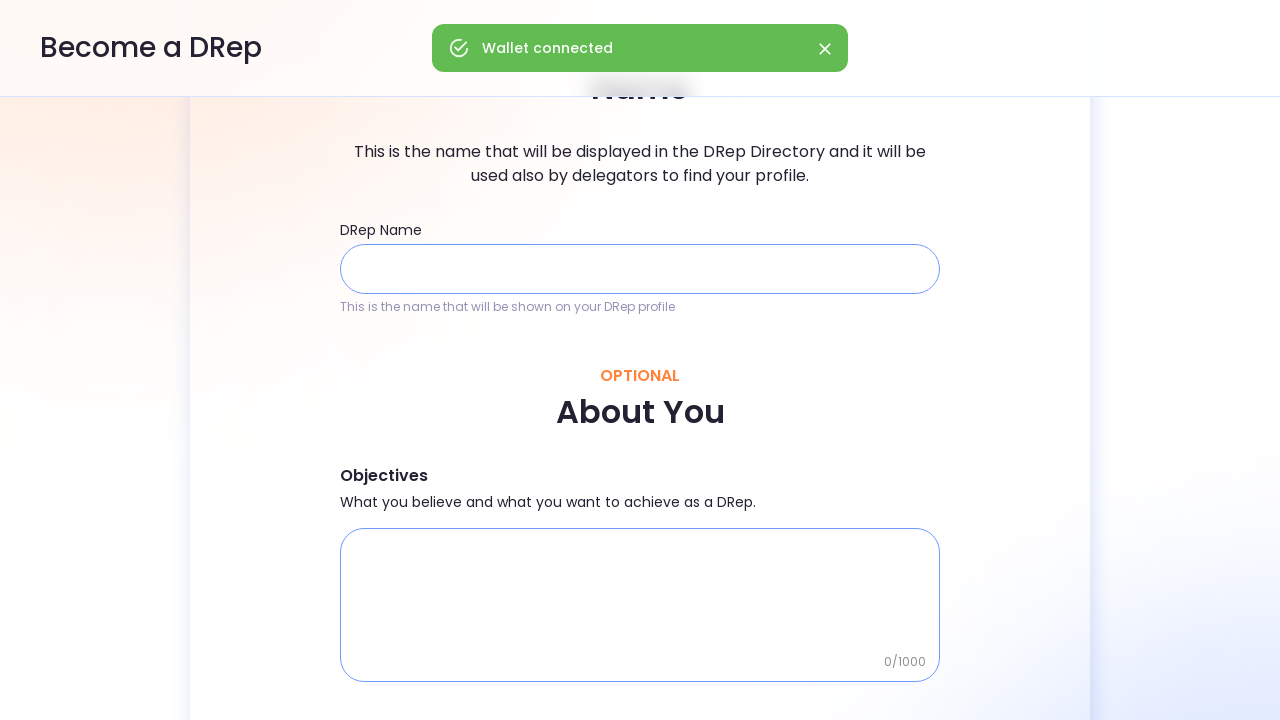 Become a DRep
Wallet connected
Name
This is the name that will be displayed in the DRep Directory and it will be
used also by delegators to find your profile.
DRep Name
This is the name that will be shown on your DRep profile
OPTIONAL
About You
Objectives
What you believe and what you want to achieve as a DRep.
0/1000